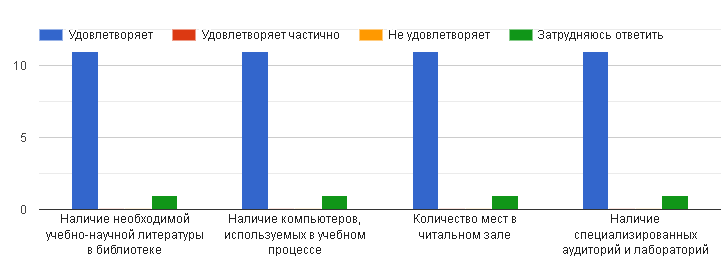 Удовлетворяет Удовлетворяет частично Не удовлетворяет Затрудняюсь ответить
10
5
0
Наличие необходимой
учебно-научной литературы
в библиотеке
Наличие компьютеров,
используемых в учебном
процессе
Количество мест в
читальном зале
Наличие
специализированных
аудиторий и лабораторий